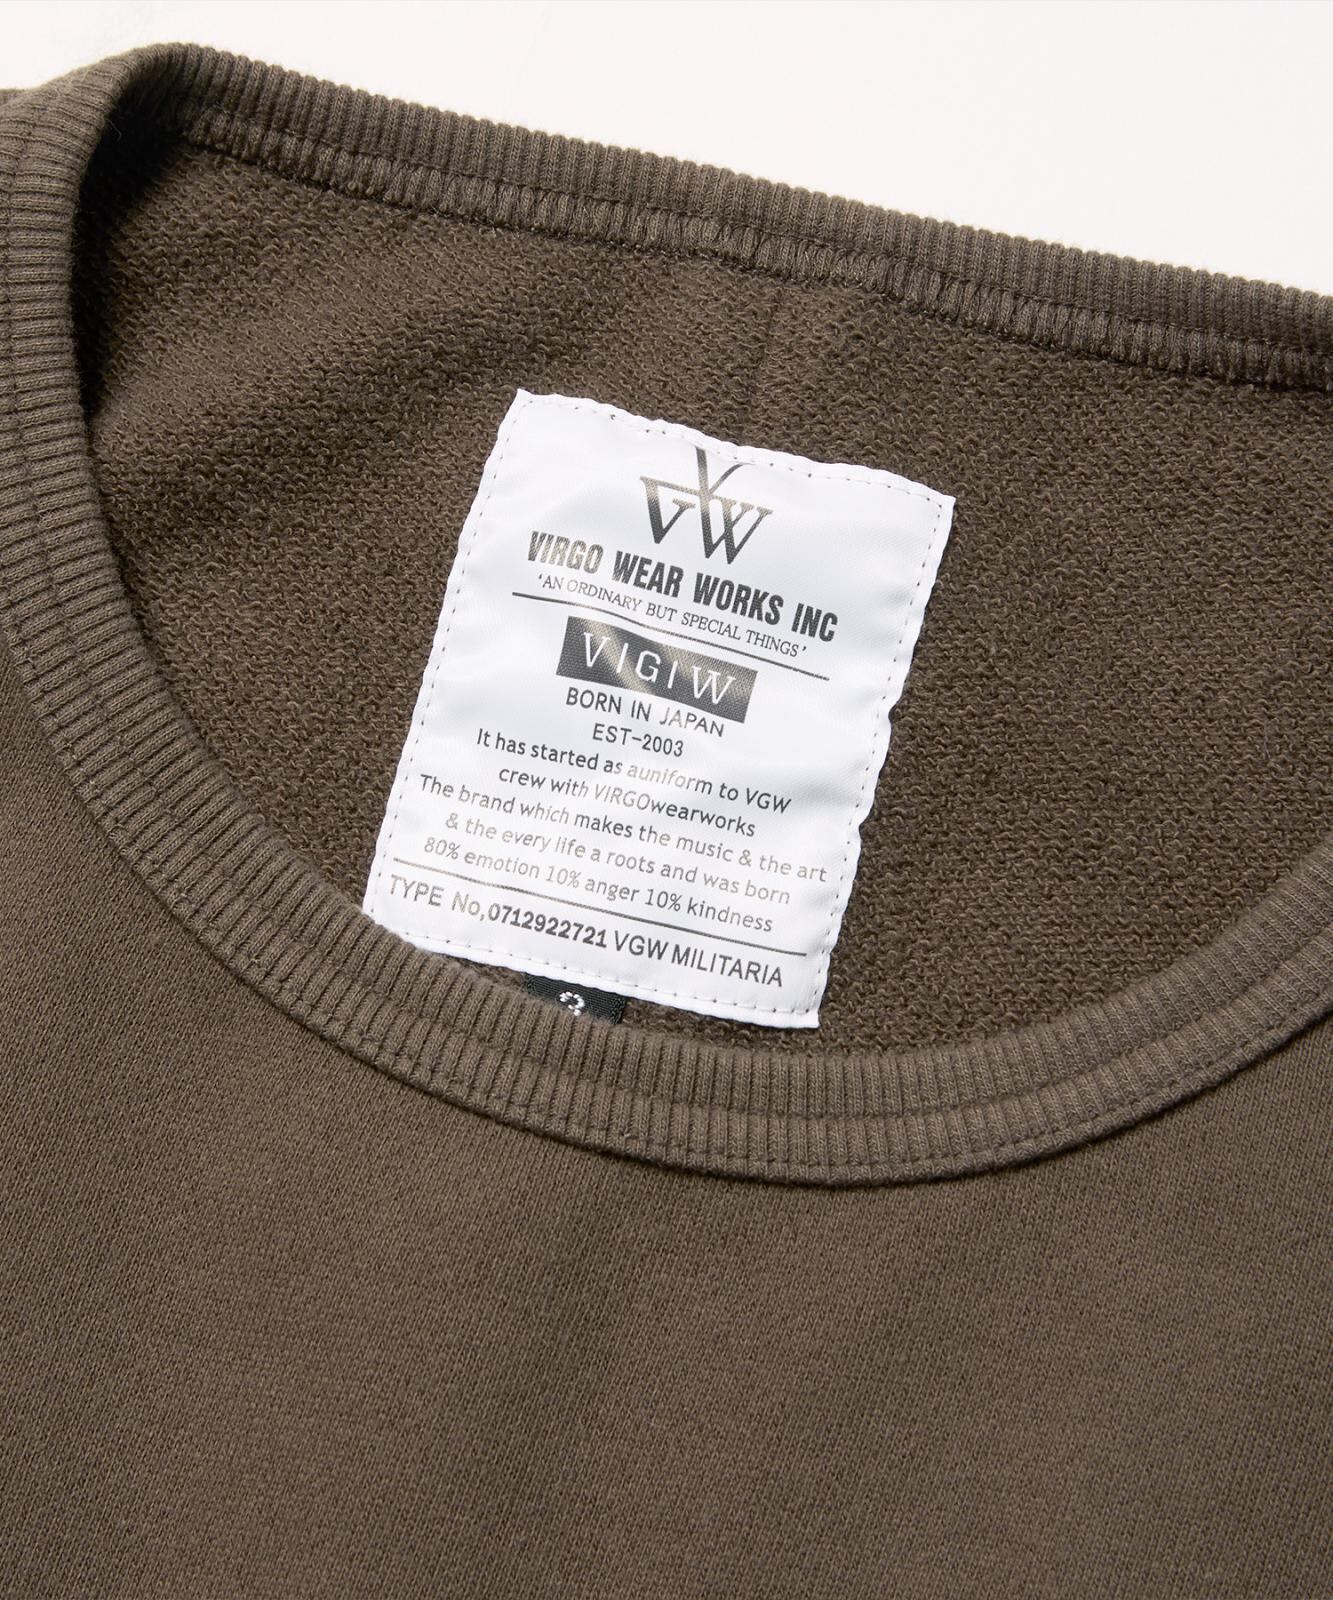 VGW
VIRGO WEAR WORKS INC
'AN ORDINARY BUT SPECIAL THINGS'
VIGIW
BORN IN JAPAN
EST-2003
It has started as auniform to VGW
crew with VIRGOwearworks
The brand which makes the music & the art
& the every life a roots and was born
80% emotion 10% anger 10% kindness
TYPE No,0712922721 VGW MILITARIA